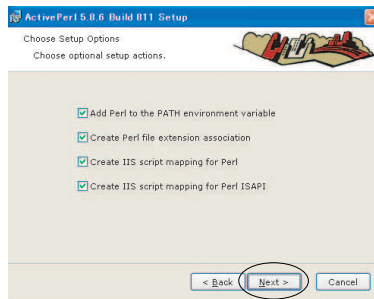 ActivePerl 5.8.6 Build 811 Setup
Choose Setup Options
Choose optional setup actions.
Add Perl to the PATH environment variable
Create Perl file extension association
Create IIS script mapping for Perl
Create IIS script mapping for Perl ISAPI
< Back Next > Cancel